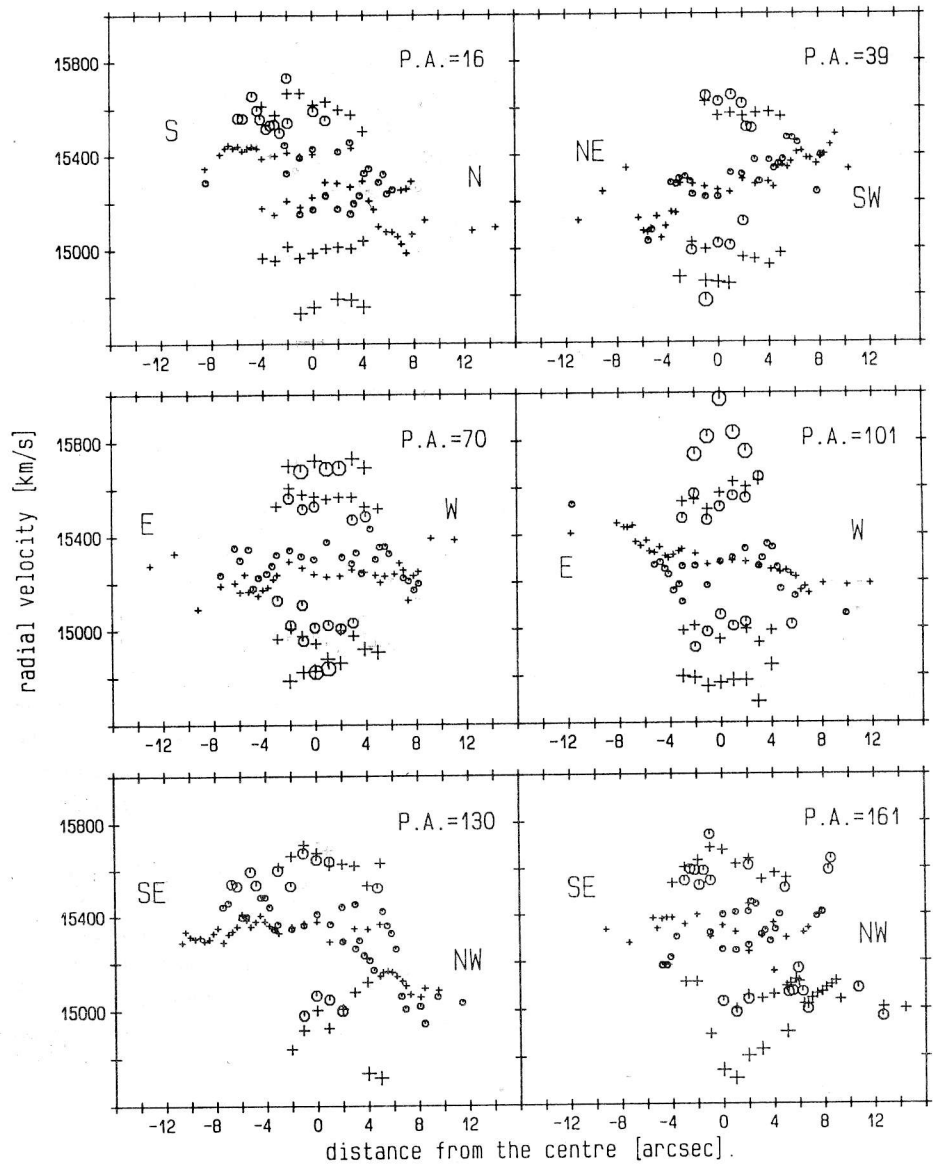 P.A.=16
P.A.=39
15800
S
15400
NE
N
SW
15000
-12 -8 -4 0 4 8 12
-12 -8 -4 0 4 8 12
P.A.=70
P.A.=101
15800
E
W
15400
W
E
15000
-12 -8 -4 0 4 8 12
-12 -8 -4 0 4 8 12
P.A.=130
P.A.=161
15800
SE
SE
15400
NW
NW
15000
-12 -8 -4 0 4 8 12
-12 -8 -4 0 4 8 12
radial velocity [km/s]
distance from the centre [arcsec].